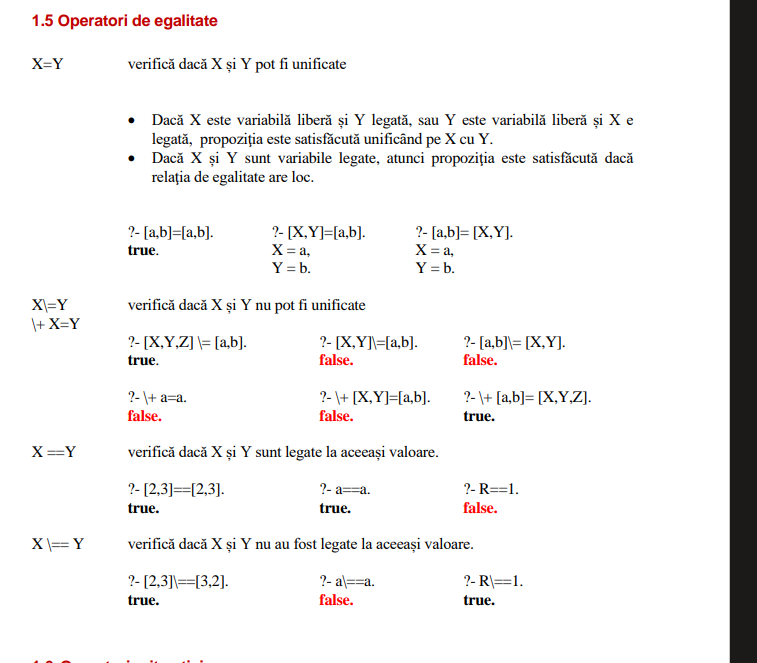 1.5 Operatori de egalitate
X=Y verifică dacă X și Y pot fi unificate
• Dacă X este variabilă liberă și Y legată, sau Y este variabilă liberă și X e
legată, propoziția este satisfăcută unificând pe X cu Y.
• Dacă X și Y sunt variabile legate, atunci propoziția este satisfăcută dacă
relația de egalitate are loc.
?- [a,b]=[a,b]. ?- [X,Y]=[a,b]. ?- [a,b]= [X,Y].
true. X = a, X = a,
Y = b. Y = b.
X\=Y verifică dacă X și Y nu pot fi unificate
\+ X=Y
?- [X,Y,Z] \= [a,b]. ?- [X,Y]\=[a,b]. ?- [a,b]\= [X,Y].
true. false. false.
?- \+ a=a. ?- \+ [X,Y]=[a,b]. ?- \+ [a,b]= [X,Y,Z].
false. false. true.
X ==Y verifică dacă X și Y sunt legate la aceeași valoare.
?- [2,3]==[2,3]. ?- a==a. ?- R==1.
true. true. false.
X \== Y verifică dacă X și Y nu au fost legate la aceeași valoare.
?- [2,3]\==[3,2]. ?- a\==a. ?- R\==1.
true. false. true.